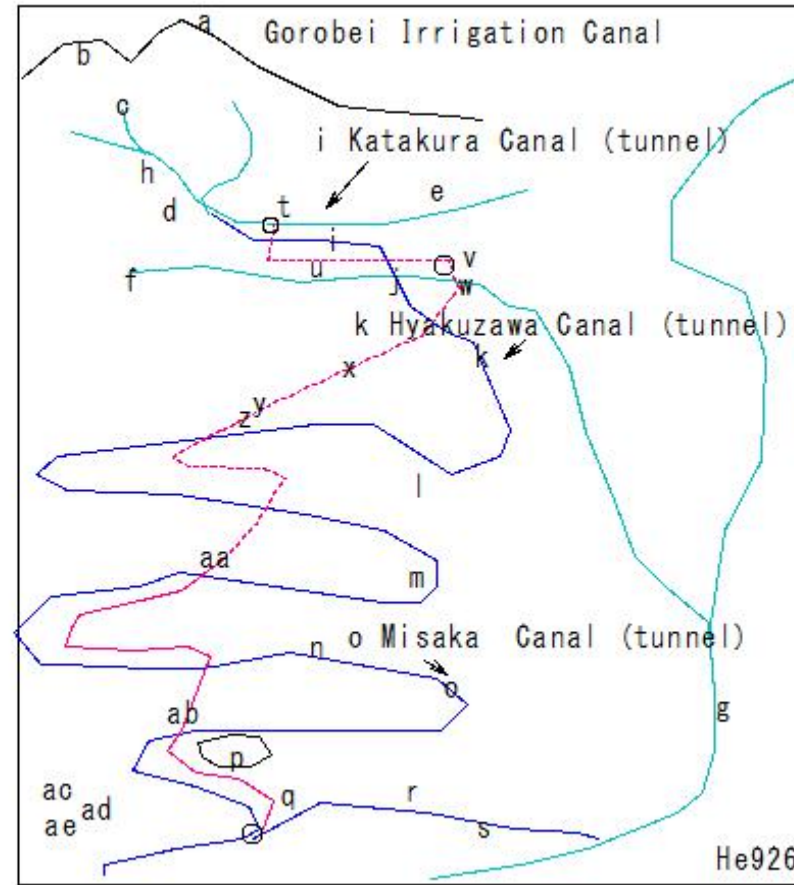 a
Gorobei Irrigation Canal
b
c
i Katakura Canal (tunnel)
h
e
d
t
i
v
f
u
j
w
k Hyakuzawa Canal (tunnel)
k
x
y
z
l
aa
m
n
o Misaka Canal (tunnel)
o
g
ab
p
ac
q
r
ad
ae
s
He926